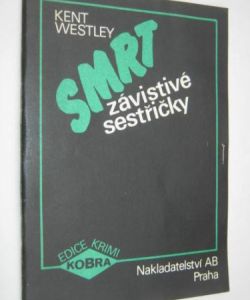 KENT
WESTLEY
SMRT
závistivé
sestřičky
EDICE KRIMI
KOBRA
Nakladatelství AB
Praha